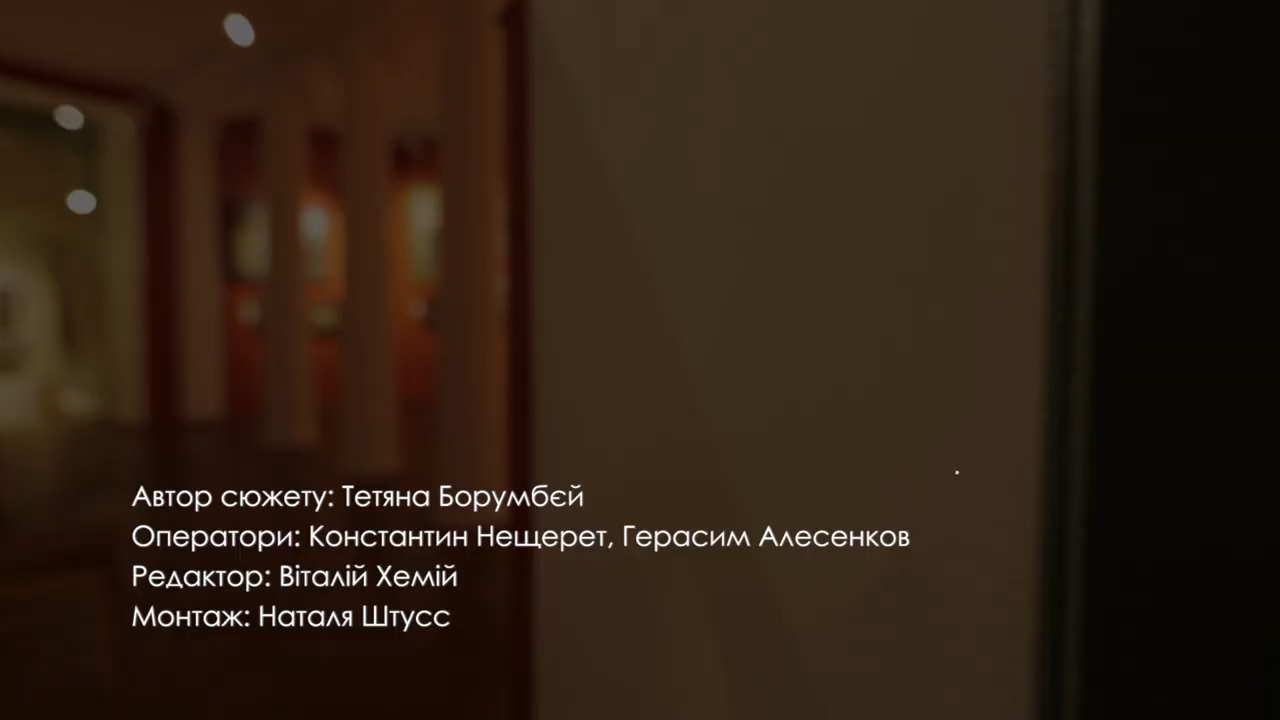 Автор сюжету: Тетяна Борумбєй
Оператори: Константин Нещерет, Герасим Алесенков
Редактор: Віталій Хемій
Монтаж: Наталя Штусс